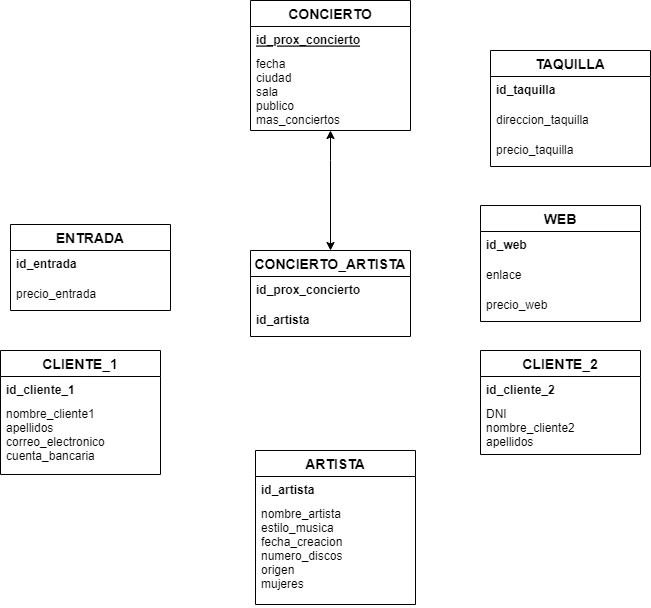 CONCIERTO
id_prox_concierto
fecha
ciudad
sala
publico
mas_conciertos
TAQUILLA
id_taquilla
direccion_taquilla
precio_taquilla
ENTRADA
id_entrada
precio_entrada
CONCIERTO_ARTISTA
id_prox_concierto
id_artista
WEB
id_web
enlace
precio_web
CLIENTE_1
id_cliente_1
nombre_cliente1
apellidos
correo_electronico
cuenta_bancaria
CLIENTE_2
id_cliente_2
DNI
nombre_cliente2
apellidos
ARTISTA
id_artista
nombre_artista
estilo_musica
fecha_creacion
numero_discos
origen
mujeres